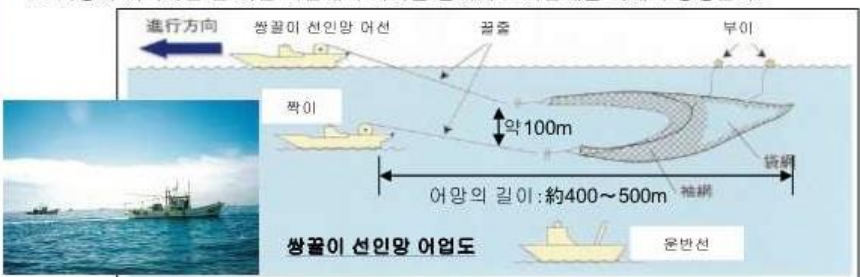 進行方向 쌍끌이 선인망 어선 끌줄 부이
짝이
약100m
袋網
어망의 길이:約400～500m 袖網
쌍끌이 선인망 어업도 운반선